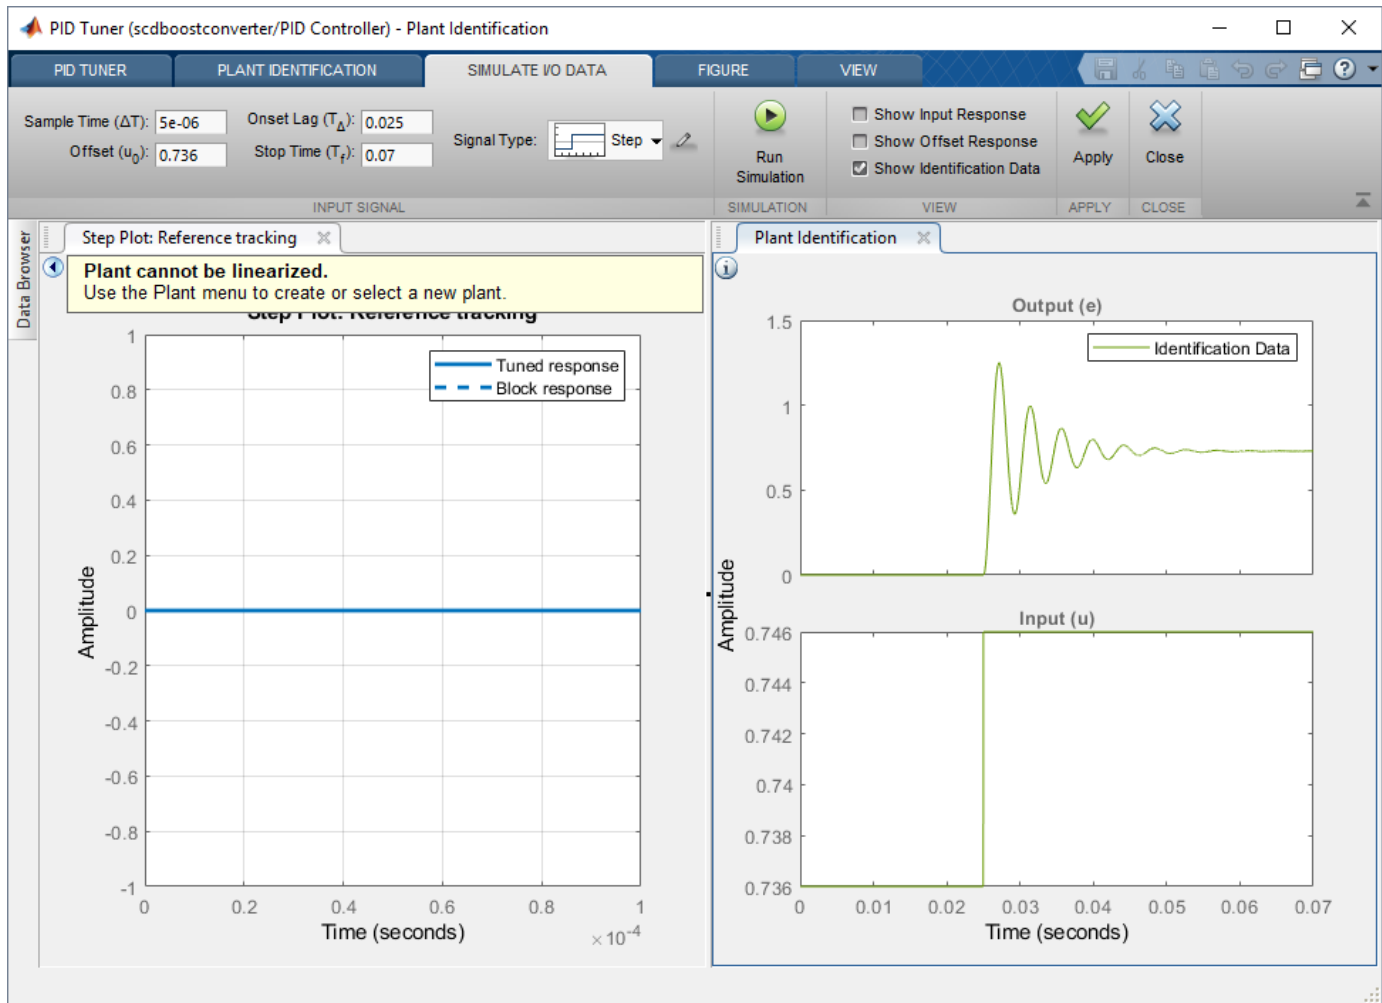 PID Tuner (scdboostconverter/PID Controller) - Plant Identification
PID TUNER
PLANT IDENTIFICATION
SIMULATE I/O DATA
FIGURE
VIEW
Sample Time (ΔT): 5e-06
Onset Lag (TΔ): 0.025
Offset (u0): 0.736
Stop Time (Tf): 0.07
Signal Type: Step
Run
Simulation
Show Input Response
Show Offset Response
Show Identification Data
Apply
Close
INPUT SIGNAL
SIMULATION
VIEW
APPLY
CLOSE
Data Browser
Step Plot: Reference tracking
Plant cannot be linearized.
Use the Plant menu to create or select a new plant.
Step Plot: Reference tracking
Tuned response
Block response
Amplitude
1
0.8
0.6
0.4
0.2
0
-0.2
-0.4
-0.6
-0.8
-1
0 0.2 0.4 0.6 0.8 1
×10-4
Time (seconds)
Plant Identification
Output (e)
Identification Data
1.5
1
0.5
0
Amplitude
Input (u)
0.746
0.744
0.742
0.74
0.738
0.736
0 0.01 0.02 0.03 0.04 0.05 0.06 0.07
Time (seconds)